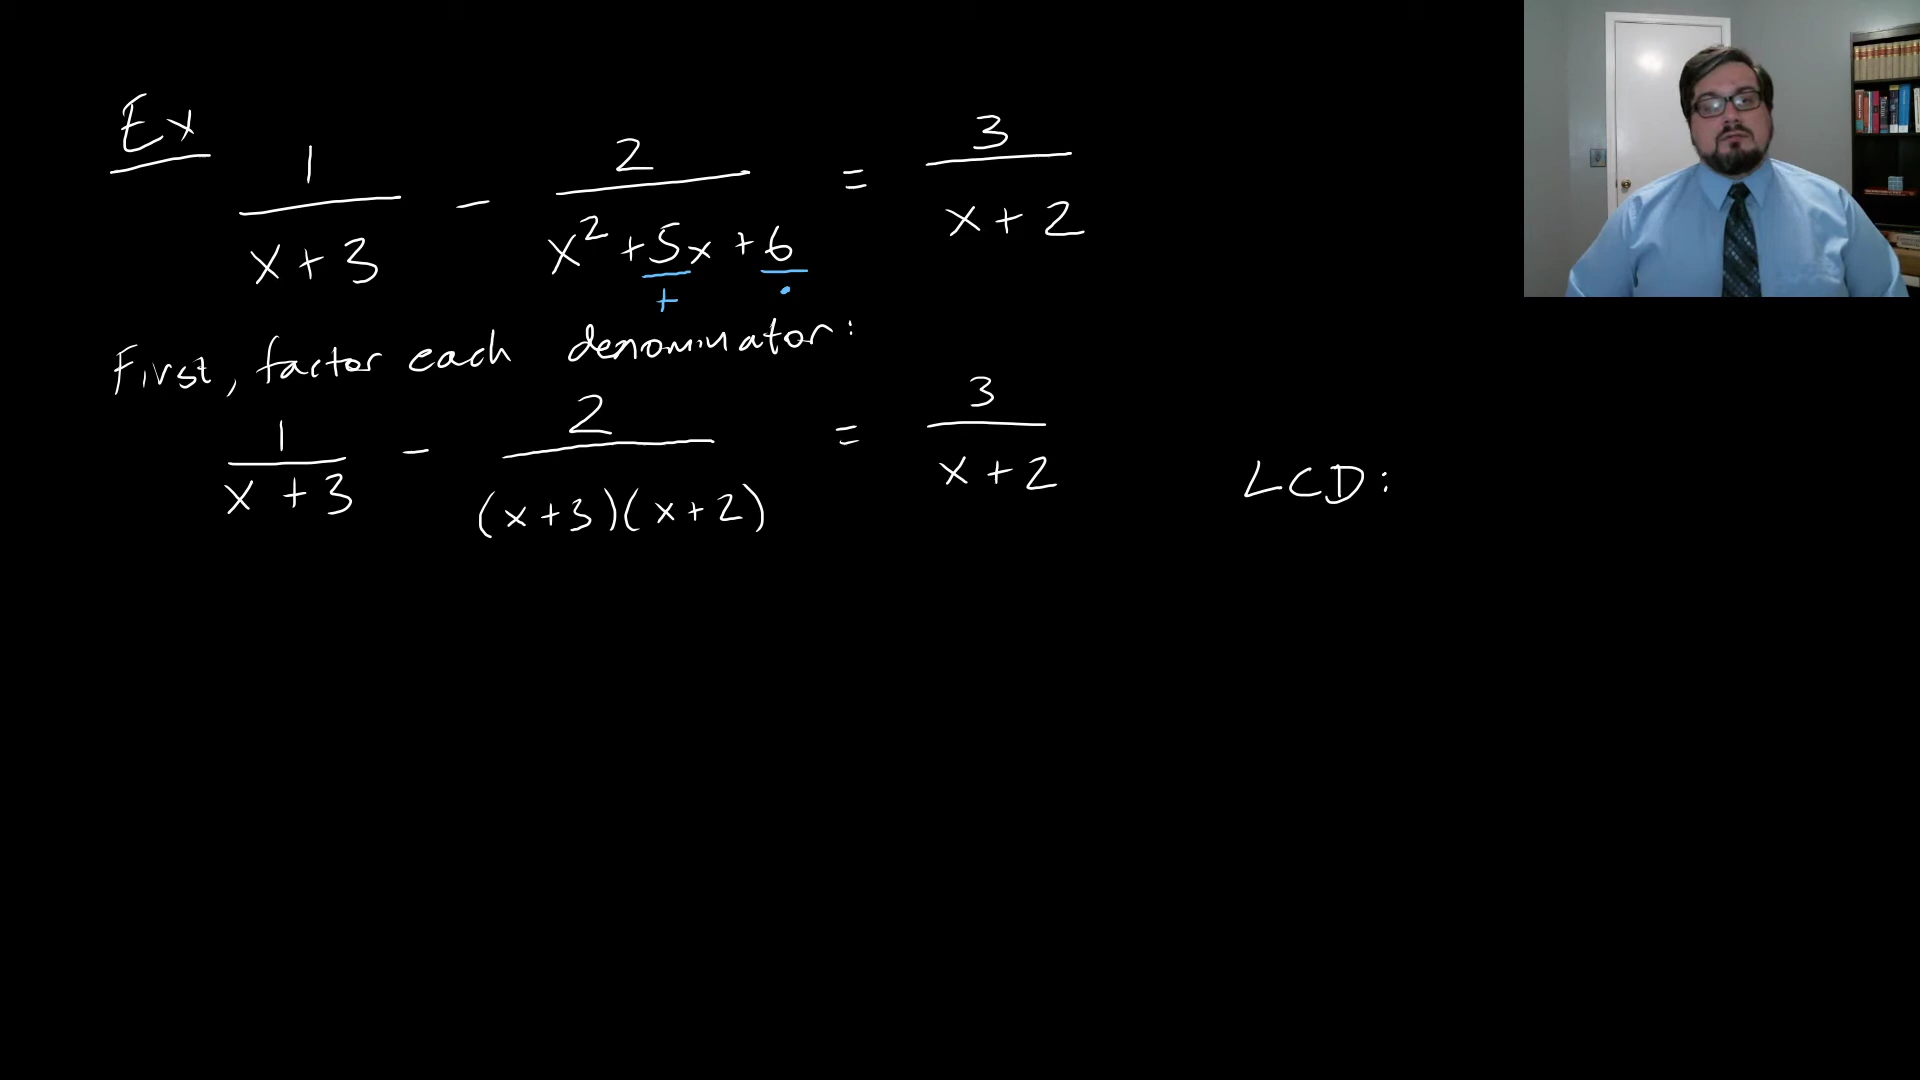 Ex
1/(x+3) - 2/(x²+5x+6) = 3/(x+2)
+ ·
First, factor each denominator:
1/(x+3) - 2/((x+3)(x+2)) = 3/(x+2)
LCD: